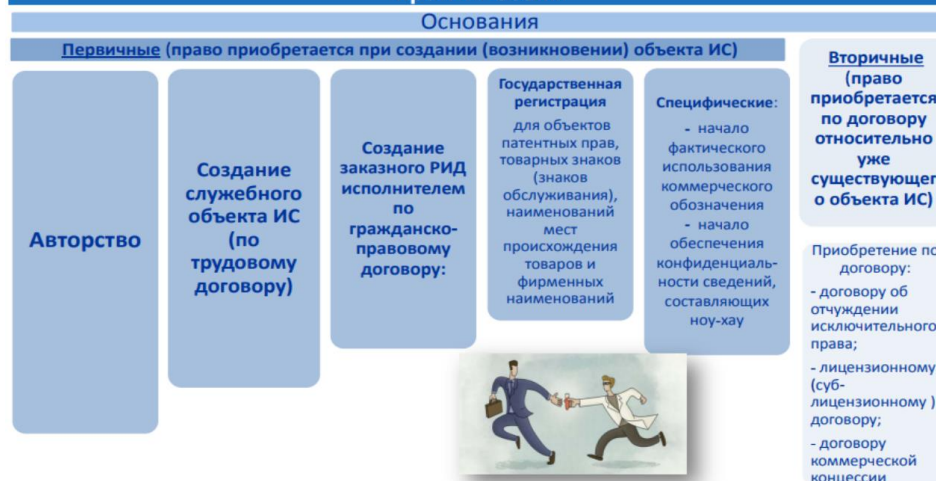 Основания
Первичные (право приобретается при создании (возникновении) объекта ИС)
Авторство
Создание
служебного
объекта ИС
(по
трудовому
договору)
Создание
заказного РИД
исполнителем
по
гражданско-
правовому
договору:
Государственная
регистрация
для объектов
патентных прав,
товарных знаков
(знаков
обслуживания),
наименований
мест
происхождения
товаров и
фирменных
наименований
Специфические:
- начало
фактического
использования
коммерческого
обозначения
- начало
обеспечения
конфиденциаль-
ности сведений,
составляющих
ноу-хау
Вторичные
(право
приобретается
по договору
относительно
уже
существующег
о объекта ИС)
Приобретение по
договору:
- договору об
отчуждении
исключительного
права;
- лицензионному
(суб-
лицензионному )
договору;
- договору
коммерческой
концессии